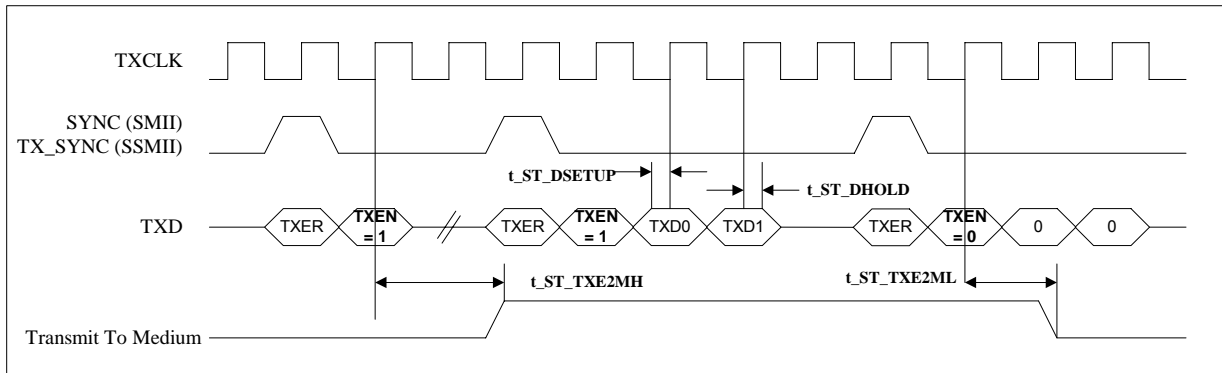 TXCLK
SYNC (SMII)
TX_SYNC (SSMII)
t_ST_DSETUP
t_ST_DHOLD
TXD
TXER
TXEN
= 1
TXER
TXEN
= 1
TXD0
TXD1
TXER
TXEN
=0
0
0
t_ST_TXE2MH
t_ST_TXE2ML
Transmit To Medium